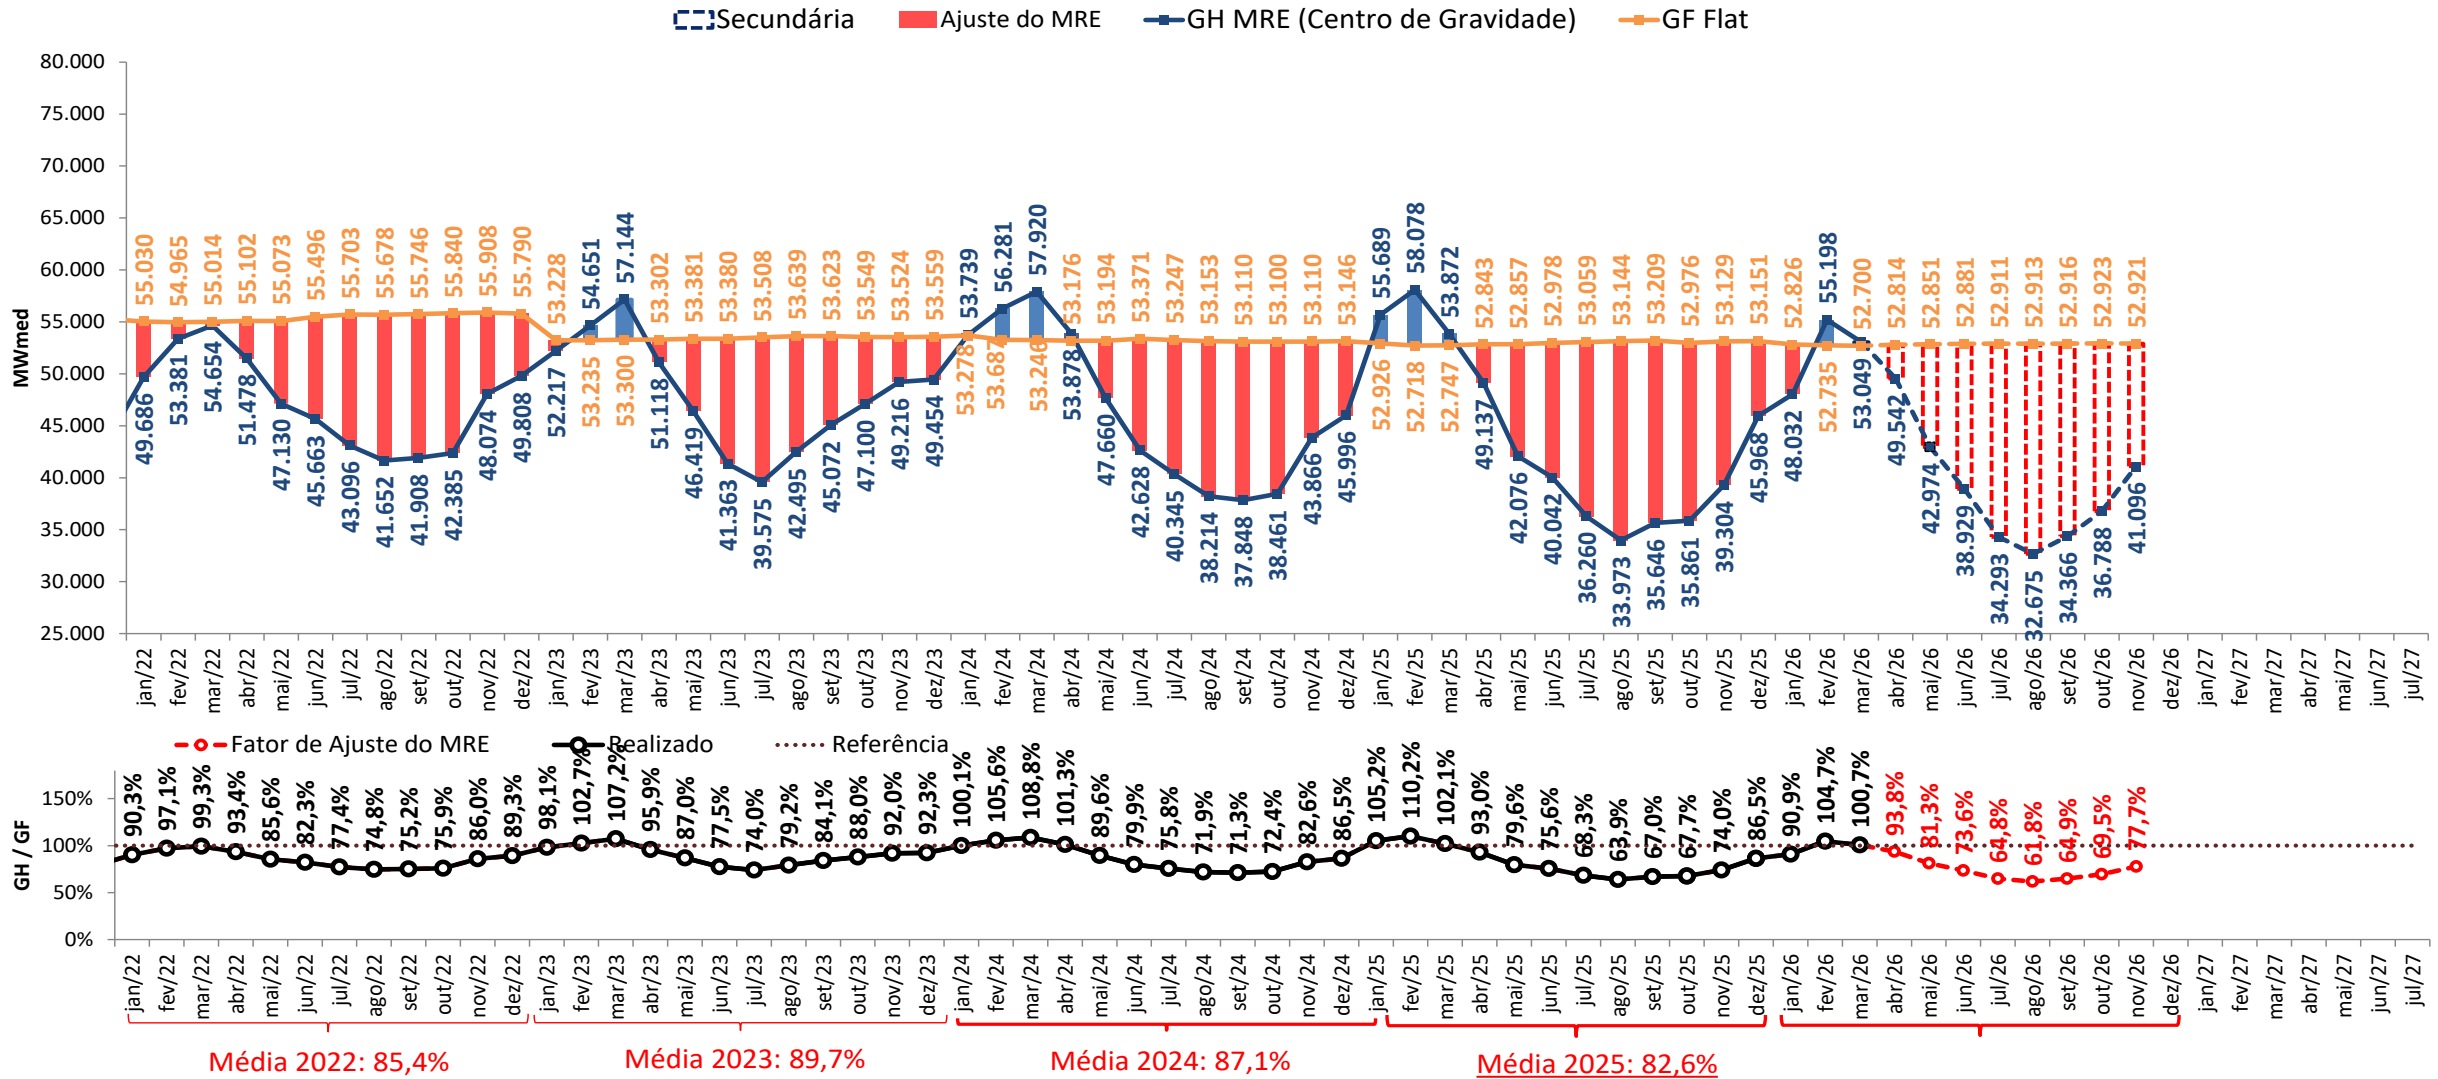 Secundária Ajuste do MRE GH MRE (Centro de Gravidade) GF Flat
MWmed
80.000
75.000
70.000
65.000
60.000
55.000
50.000
45.000
40.000
35.000
30.000
25.000
55.030 54.965 55.014 55.102 55.073 55.496 55.703 55.678 55.746 55.840 55.908 55.790 53.228 53.235 53.300 53.302 53.381 53.380 53.508 53.639 53.623 53.549 53.524 53.559 53.278 53.684 53.246 53.176 53.194 53.371 53.247 53.153 53.110 53.100 53.110 53.146 52.926 52.718 52.747 52.843 52.857 52.978 53.059 53.144 53.209 52.976 53.129 53.151 52.826 52.735 52.700 52.814 52.851 52.881 52.911 52.913 52.916 52.923 52.921
49.686 53.381 54.654 51.478 47.130 45.663 43.096 41.652 41.908 42.385 48.074 49.808 52.217 54.651 57.144 51.118 46.419 41.363 39.575 42.495 45.072 47.100 49.216 49.454 53.739 56.281 57.920 53.878 47.660 42.628 40.345 38.214 37.848 38.461 43.866 45.996 55.689 58.078 53.872 49.137 42.076 40.042 36.260 33.973 35.646 35.861 39.304 45.968 48.032 55.198 53.049 49.542 42.974 38.929 34.293 32.675 34.366 36.788 41.096
jan/22 fev/22 mar/22 abr/22 mai/22 jun/22 jul/22 ago/22 set/22 out/22 nov/22 dez/22 jan/23 fev/23 mar/23 abr/23 mai/23 jun/23 jul/23 ago/23 set/23 out/23 nov/23 dez/23 jan/24 fev/24 mar/24 abr/24 mai/24 jun/24 jul/24 ago/24 set/24 out/24 nov/24 dez/24 jan/25 fev/25 mar/25 abr/25 mai/25 jun/25 jul/25 ago/25 set/25 out/25 nov/25 dez/25 jan/26 fev/26 mar/26 abr/26 mai/26 jun/26 jul/26 ago/26 set/26 out/26 nov/26 dez/26 jan/27 fev/27 mar/27 abr/27 mai/27 jun/27 jul/27
Fator de Ajuste do MRE Realizado Referência
GH / GF
150%
100%
50%
0%
90,3% 97,1% 99,3% 93,4% 85,6% 82,3% 77,4% 74,8% 75,2% 75,9% 86,0% 89,3% 98,1% 102,7% 107,2% 95,9% 87,0% 77,5% 74,0% 79,2% 84,1% 88,0% 92,0% 92,3% 100,1% 105,6% 108,8% 101,3% 89,6% 79,9% 75,8% 71,9% 71,3% 72,4% 82,6% 86,5% 105,2% 110,2% 102,1% 93,0% 79,6% 75,6% 68,3% 63,9% 67,0% 67,7% 74,0% 86,5% 90,9% 104,7% 100,7% 93,8% 81,3% 73,6% 64,8% 61,8% 64,9% 69,5% 77,7%
jan/22 fev/22 mar/22 abr/22 mai/22 jun/22 jul/22 ago/22 set/22 out/22 nov/22 dez/22 jan/23 fev/23 mar/23 abr/23 mai/23 jun/23 jul/23 ago/23 set/23 out/23 nov/23 dez/23 jan/24 fev/24 mar/24 abr/24 mai/24 jun/24 jul/24 ago/24 set/24 out/24 nov/24 dez/24 jan/25 fev/25 mar/25 abr/25 mai/25 jun/25 jul/25 ago/25 set/25 out/25 nov/25 dez/25 jan/26 fev/26 mar/26 abr/26 mai/26 jun/26 jul/26 ago/26 set/26 out/26 nov/26 dez/26 jan/27 fev/27 mar/27 abr/27 mai/27 jun/27 jul/27
Média 2022: 85,4% Média 2023: 89,7% Média 2024: 87,1% Média 2025: 82,6%